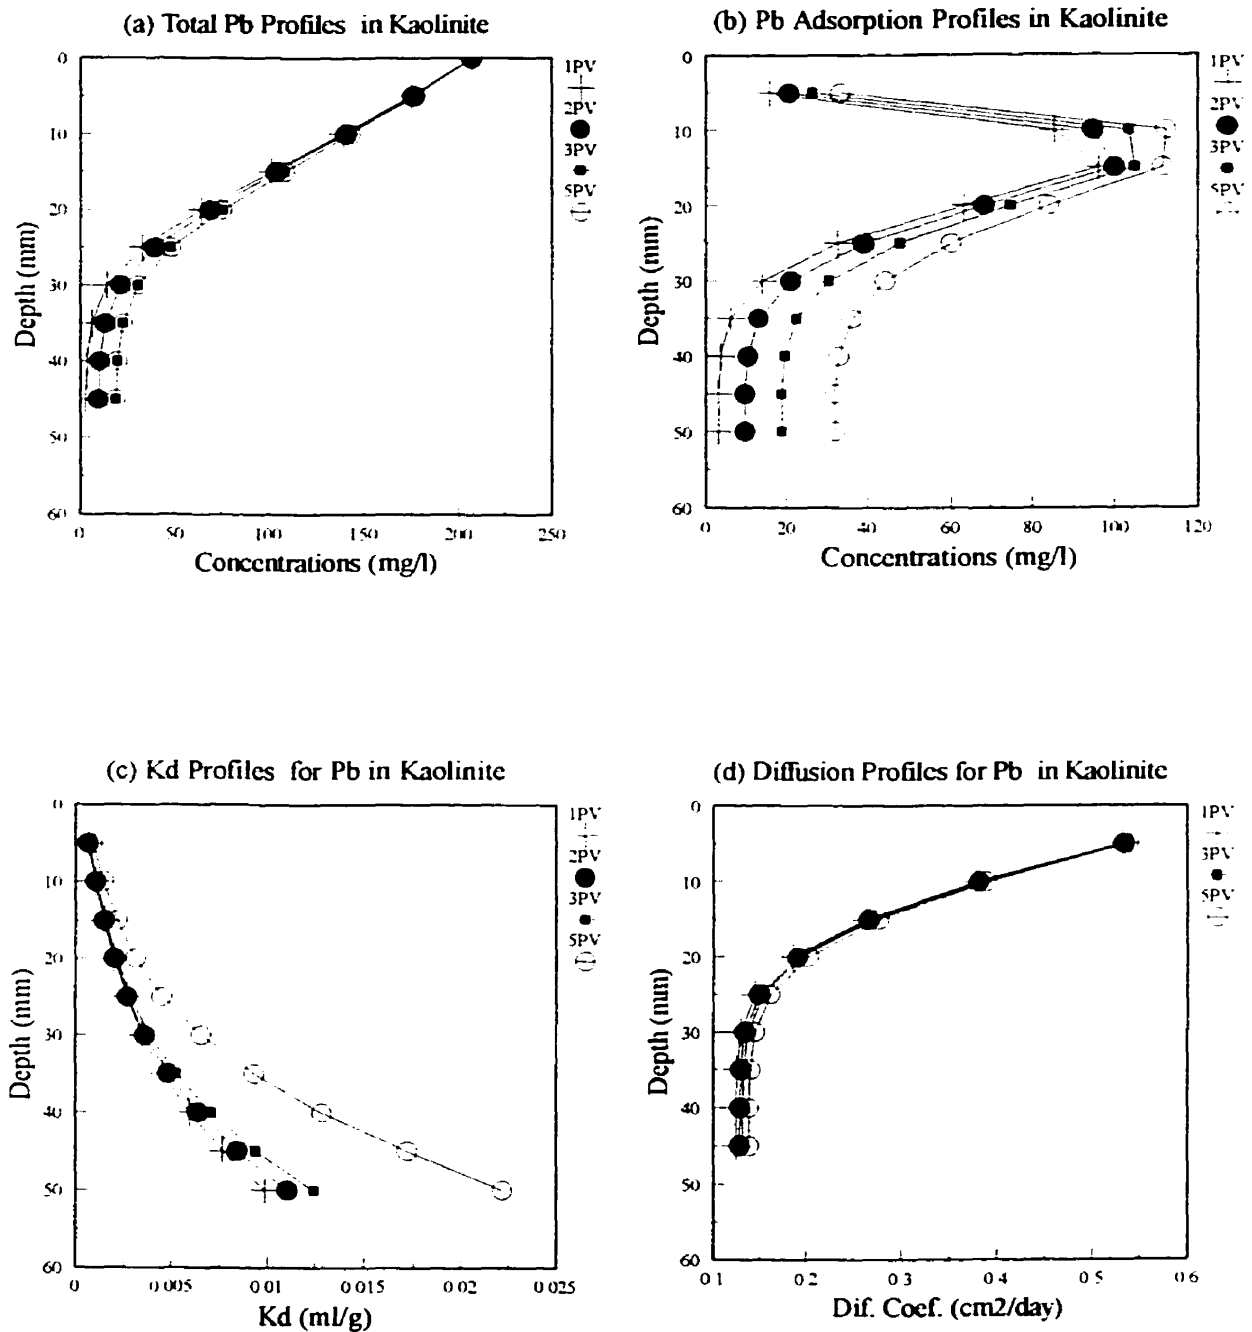 (a) Total Pb Profiles in Kaolinite
0
10
20
30
40
50
60
Depth (mm)
0 50 100 150 200 250
Concentrations (mg/l)
1PV
2PV
3PV
5PV
(b) Pb Adsorption Profiles in Kaolinite
0
10
20
30
40
50
60
Depth (mm)
0 20 40 60 80 100 120
Concentrations (mg/l)
1PV
2PV
3PV
5PV
(c) Kd Profiles for Pb in Kaolinite
0
10
20
30
40
50
60
Depth (mm)
0 0.005 0.01 0.015 0.02 0.025
Kd (ml/g)
1PV
2PV
3PV
5PV
(d) Diffusion Profiles for Pb in Kaolinite
0
10
20
30
40
50
60
Depth (mm)
0.1 0.2 0.3 0.4 0.5 0.6
Dif. Coef. (cm2/day)
1PV
3PV
5PV